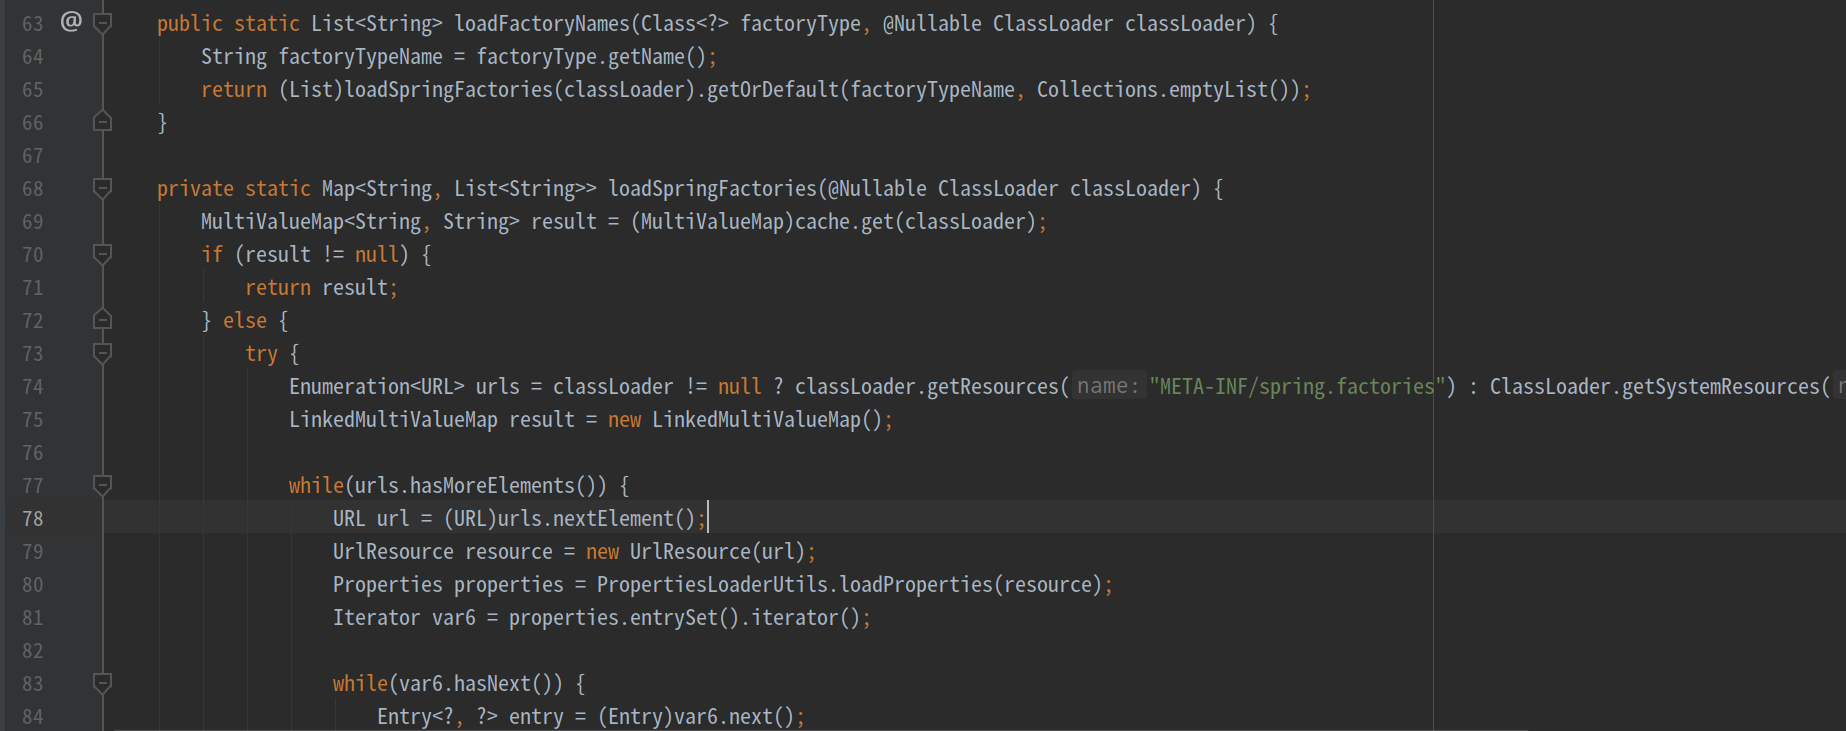 63 @ public static List<String> loadFactoryNames(Class<?> factoryType, @Nullable ClassLoader classLoader) {
64 String factoryTypeName = factoryType.getName();
65 return (List)loadSpringFactories(classLoader).getOrDefault(factoryTypeName, Collections.emptyList());
66 }
67
68 private static Map<String, List<String>> loadSpringFactories(@Nullable ClassLoader classLoader) {
69 MultiValueMap<String, String> result = (MultiValueMap)cache.get(classLoader);
70 if (result != null) {
71 return result;
72 } else {
73 try {
74 Enumeration<URL> urls = classLoader != null ? classLoader.getResources( name: "META-INF/spring.factories") : ClassLoader.getSystemResources(
75 LinkedMultiValueMap result = new LinkedMultiValueMap();
76
77 while(urls.hasMoreElements()) {
78 URL url = (URL)urls.nextElement();
79 UrlResource resource = new UrlResource(url);
80 Properties properties = PropertiesLoaderUtils.loadProperties(resource);
81 Iterator var6 = properties.entrySet().iterator();
82
83 while(var6.hasNext()) {
84 Entry<?, ?> entry = (Entry)var6.next();